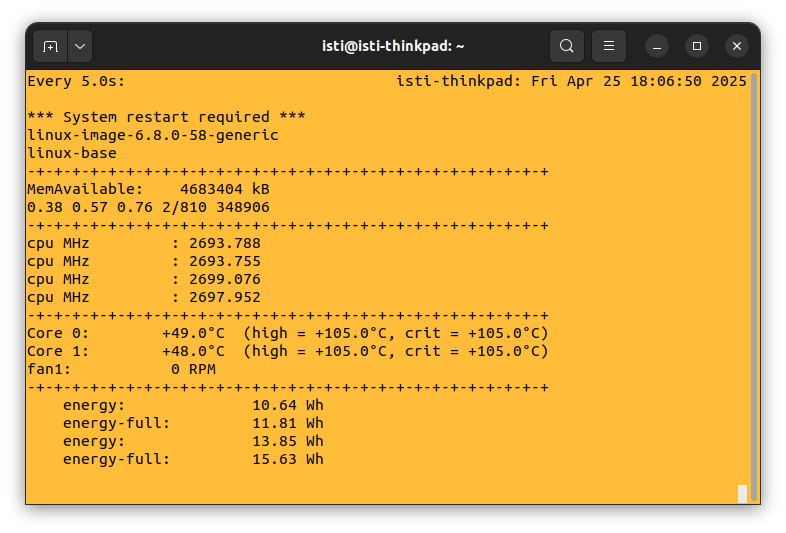 isti@isti-thinkpad: ~
Every 5.0s:                              isti-thinkpad: Fri Apr 25 18:06:50 2025
*** System restart required ***
linux-image-6.8.0-58-generic
linux-base
-+-+-+-+-+-+-+-+-+-+-+-+-+-+-+-+-+-+-+-+-+-+-+-+-+-+-+-+-+
MemAvailable:    4683404 kB
0.38 0.57 0.76 2/810 348906
-+-+-+-+-+-+-+-+-+-+-+-+-+-+-+-+-+-+-+-+-+-+-+-+-+-+-+-+-+
cpu MHz         : 2693.788
cpu MHz         : 2693.755
cpu MHz         : 2699.076
cpu MHz         : 2697.952
-+-+-+-+-+-+-+-+-+-+-+-+-+-+-+-+-+-+-+-+-+-+-+-+-+-+-+-+-+
Core 0:        +49.0°C  (high = +105.0°C, crit = +105.0°C)
Core 1:        +48.0°C  (high = +105.0°C, crit = +105.0°C)
fan1:           0 RPM
-+-+-+-+-+-+-+-+-+-+-+-+-+-+-+-+-+-+-+-+-+-+-+-+-+-+-+-+-+
    energy:              10.64 Wh
    energy-full:         11.81 Wh
    energy:              13.85 Wh
    energy-full:         15.63 Wh